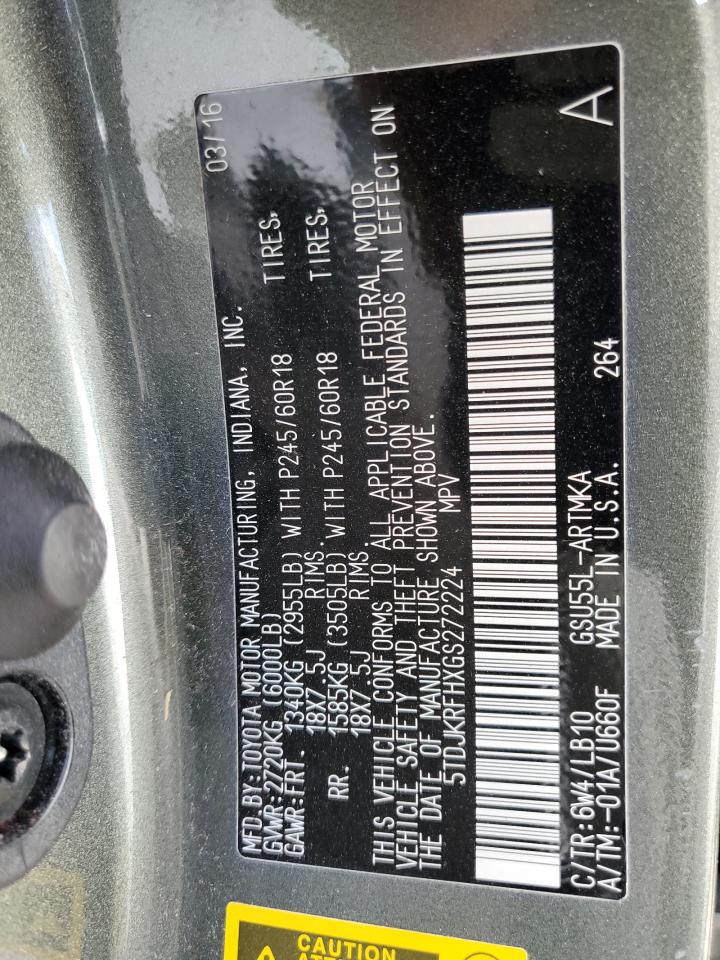 03/16
MFD.BY:TOYOTA MOTOR MANUFACTURING, INDIANA, INC.
GVWR:2720KG (6000LB)
GAWR:FRT. 1340KG (2955LB) WITH P245/60R18 TIRES,
18X7.5J RIMS.
RR. 1585KG (3505LB) WITH P245/60R18 TIRES,
18X7.5J RIMS.
THIS VEHICLE CONFORMS TO ALL APPLICABLE FEDERAL MOTOR
VEHICLE SAFETY AND THEFT PREVENTION STANDARDS IN EFFECT ON
THE DATE OF MANUFACTURE SHOWN ABOVE.
5TDJKRFHXGS272224 MPV
C/TR:6W4/LB10 GSU55L-ARTMKA
A/TM:-01A/U660F MADE IN U.S.A. 264
A
CAUTION